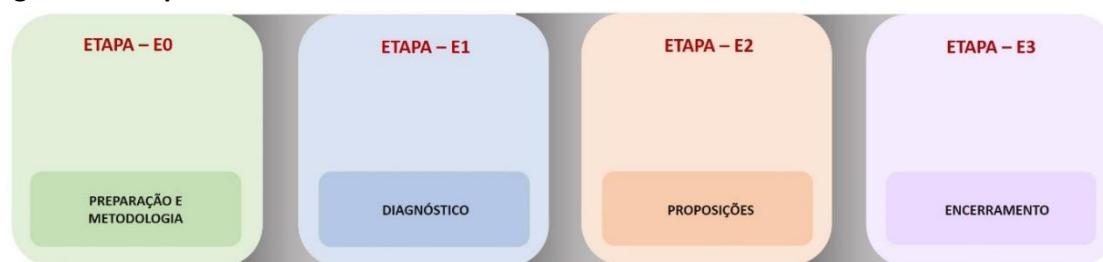 ETAPA – E0
PREPARAÇÃO E
METODOLOGIA
ETAPA – E1
DIAGNÓSTICO
ETAPA – E2
PROPOSIÇÕES
ETAPA – E3
ENCERRAMENTO